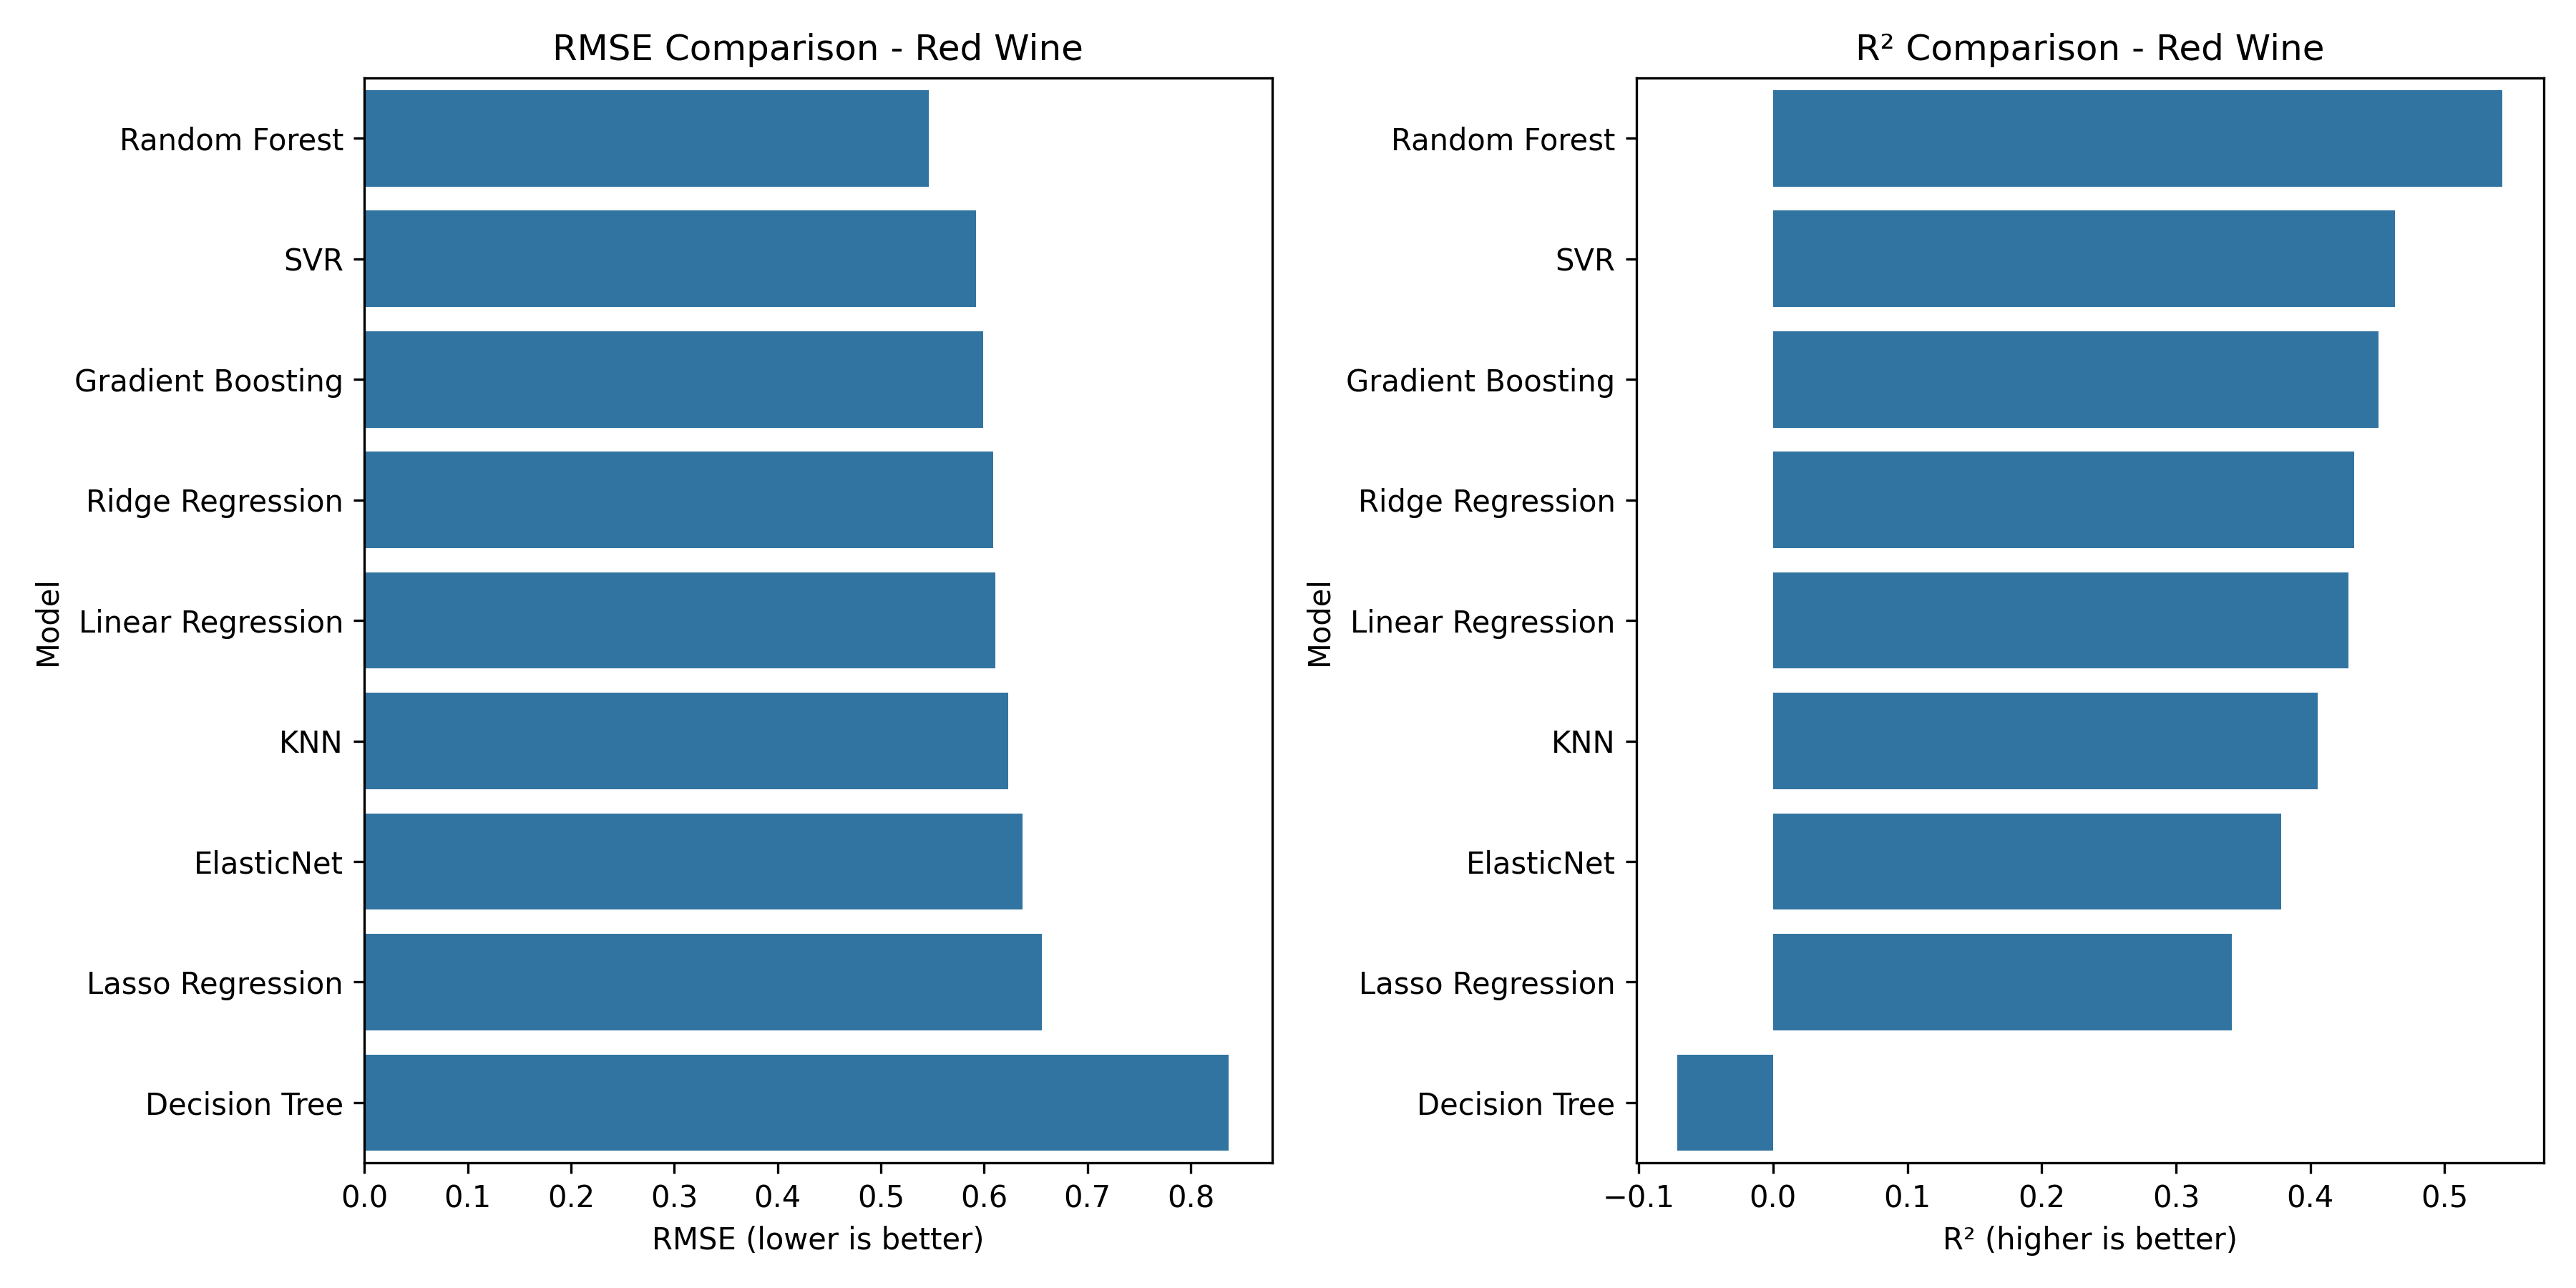 RMSE Comparison - Red Wine
Model
Random Forest
SVR
Gradient Boosting
Ridge Regression
Linear Regression
KNN
ElasticNet
Lasso Regression
Decision Tree
0.0 0.1 0.2 0.3 0.4 0.5 0.6 0.7 0.8
RMSE (lower is better)
R² Comparison - Red Wine
Model
Random Forest
SVR
Gradient Boosting
Ridge Regression
Linear Regression
KNN
ElasticNet
Lasso Regression
Decision Tree
−0.1 0.0 0.1 0.2 0.3 0.4 0.5
R² (higher is better)